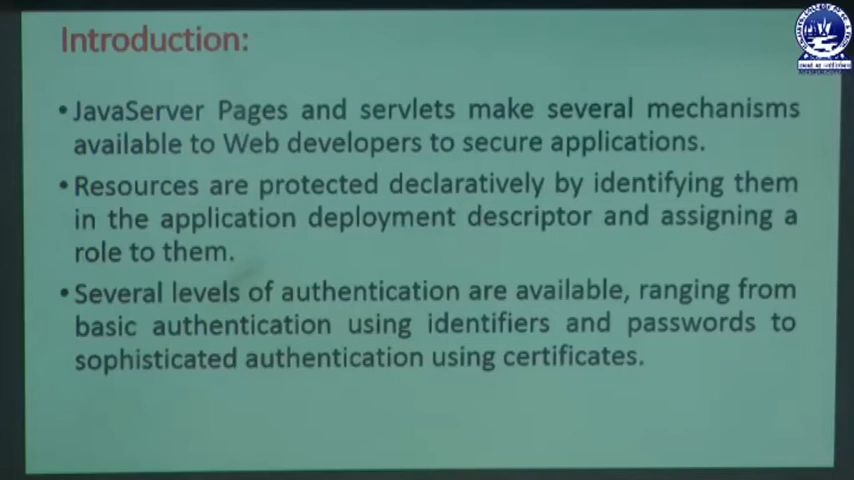 Introduction:
•JavaServer Pages and servlets make several mechanisms
available to Web developers to secure applications.
•Resources are protected declaratively by identifying them
in the application deployment descriptor and assigning a
role to them.
•Several levels of authentication are available, ranging from
basic authentication using identifiers and passwords to
sophisticated authentication using certificates.